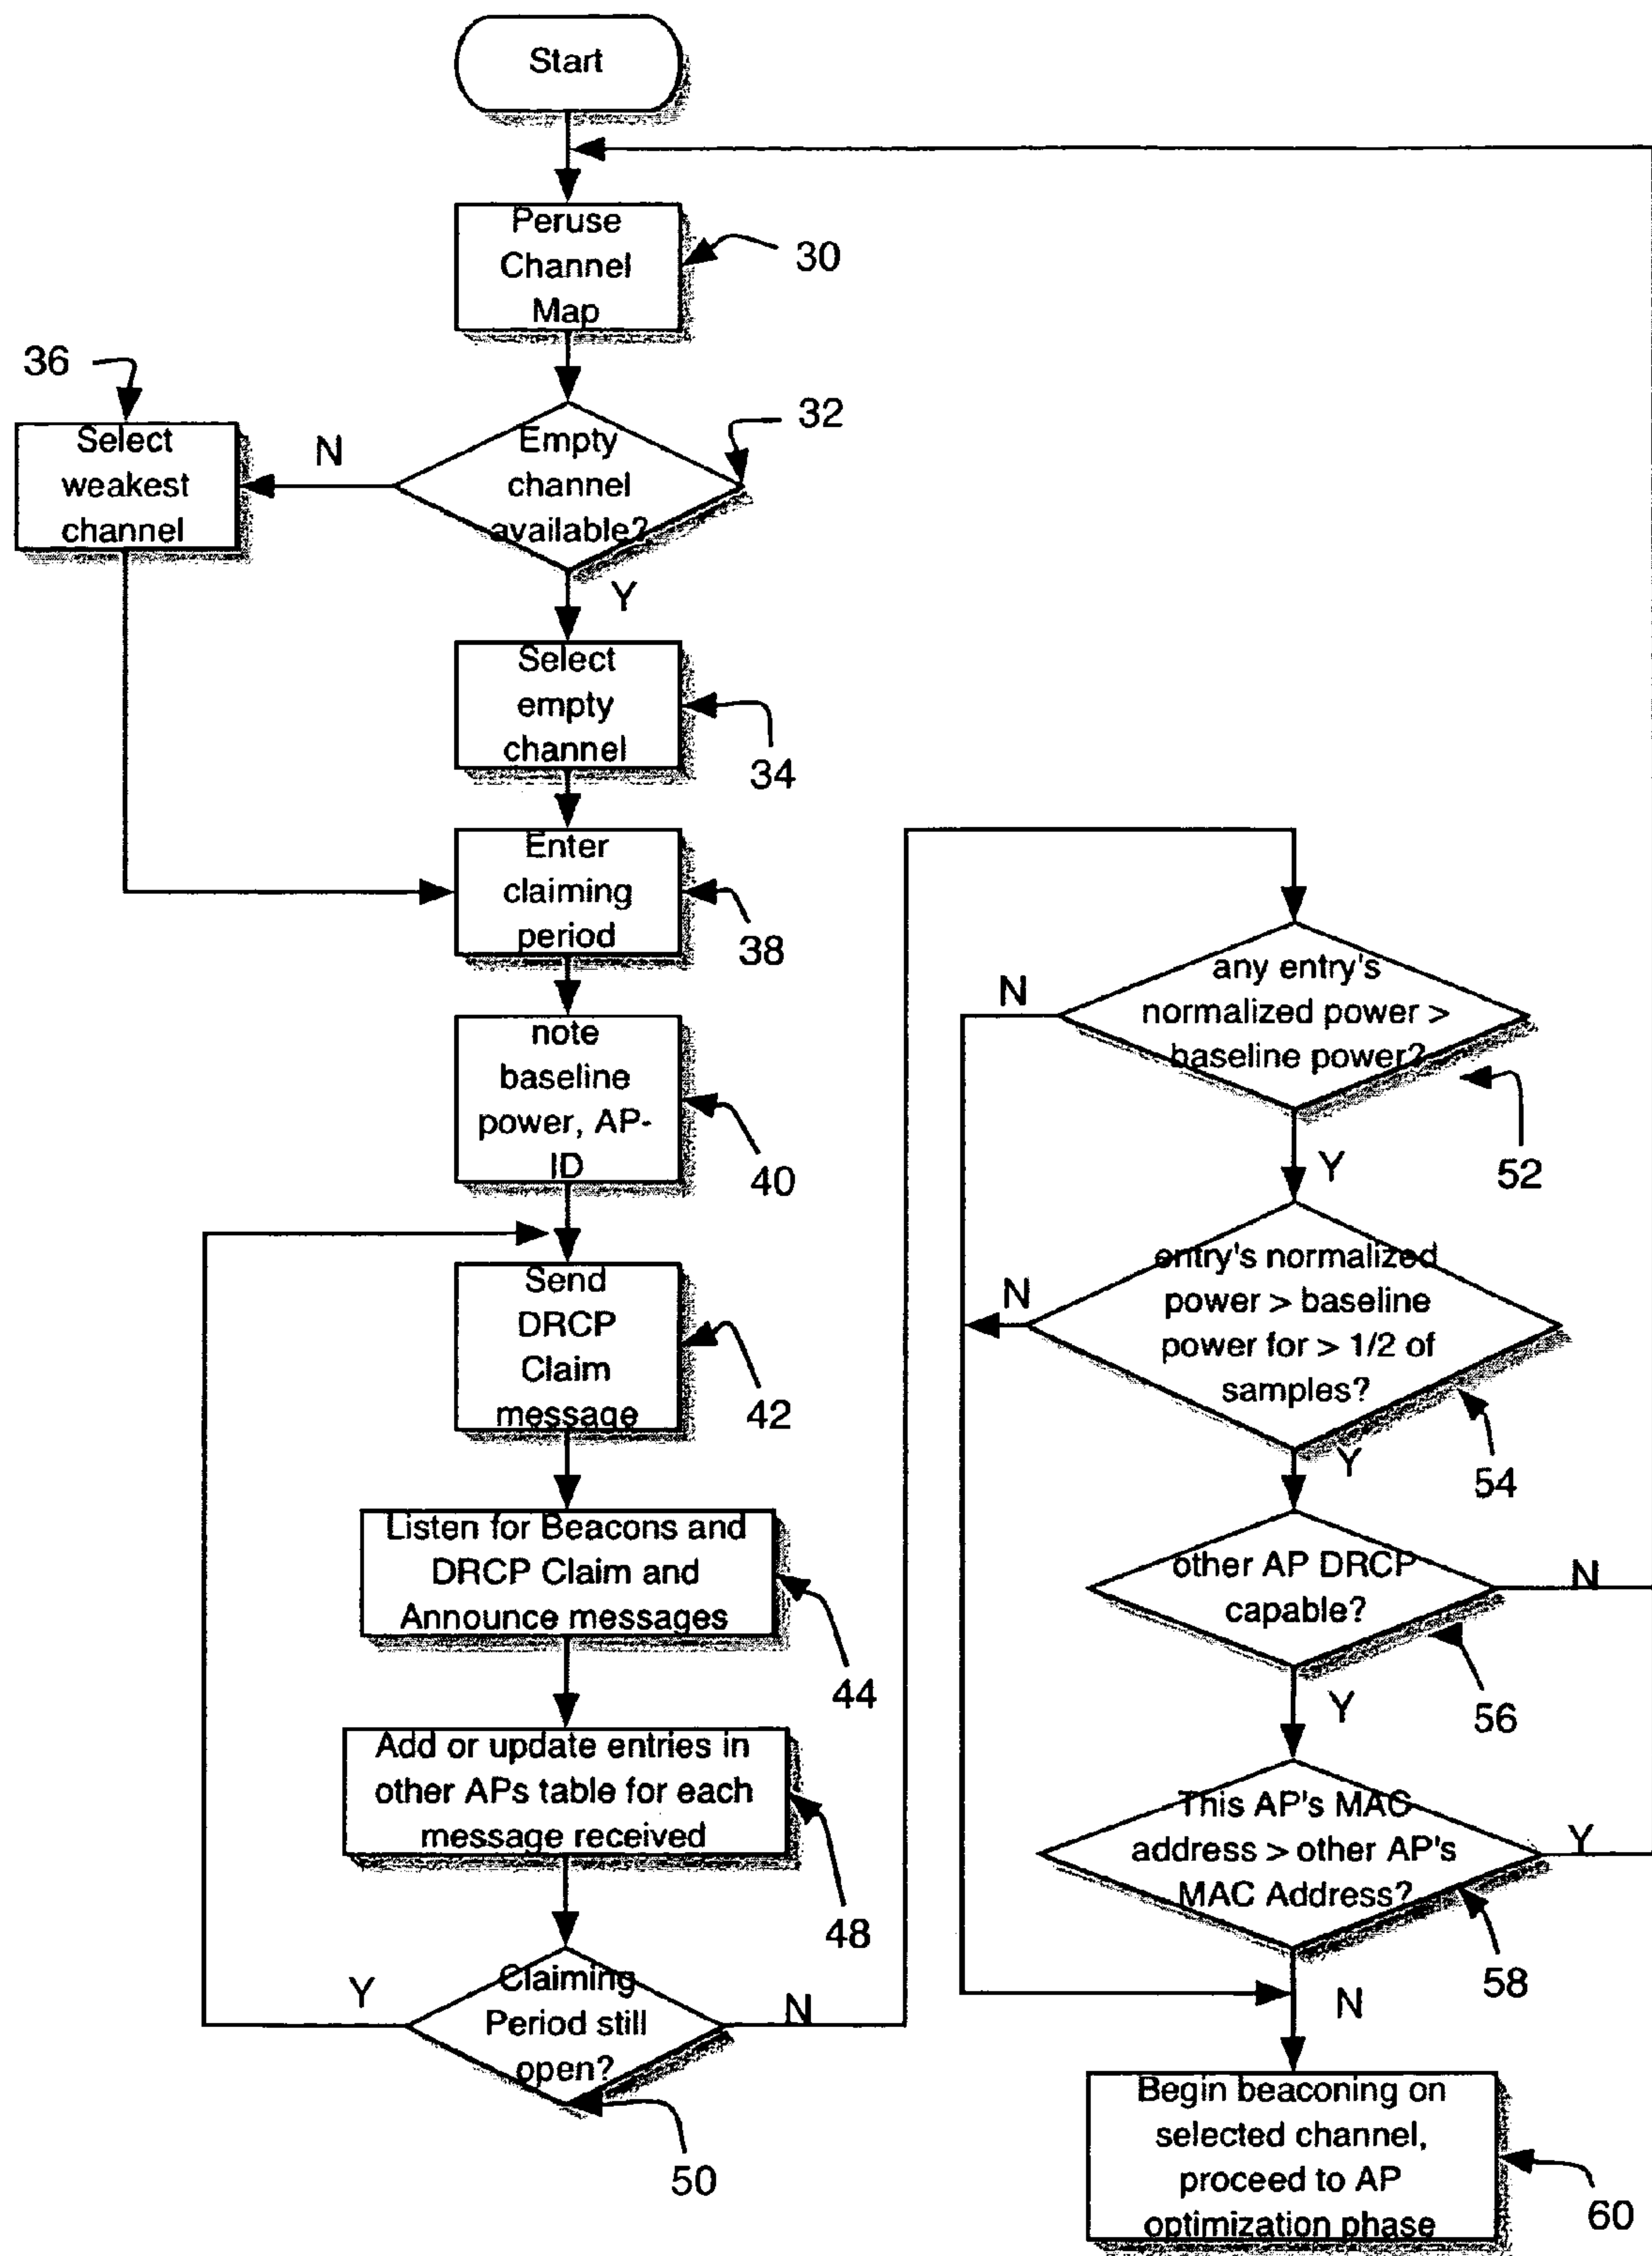 Start
Peruse
Channel
Map
30
36
32
Select
weakest
channel
N
Empty
channel
available?
Y
Select
empty
channel
34
Enter
claiming
period
38
note
baseline
power, AP-
ID
40
Send
DRCP
Claim
message
42
Listen for Beacons and
DRCP Claim and
Announce messages
44
Add or update entries in
other APs table for each
message received
48
Y
Claiming
Period still
open?
N
50
any entry's
normalized power >
baseline power?
N
52
Y
entry's normalized
power > baseline
power for > 1/2 of
samples?
N
54
Y
other AP DRCP
capable?
N
56
Y
This AP's MAC
address > other AP's
MAC Address?
Y
58
N
Begin beaconing on
selected channel,
proceed to AP
optimization phase
60